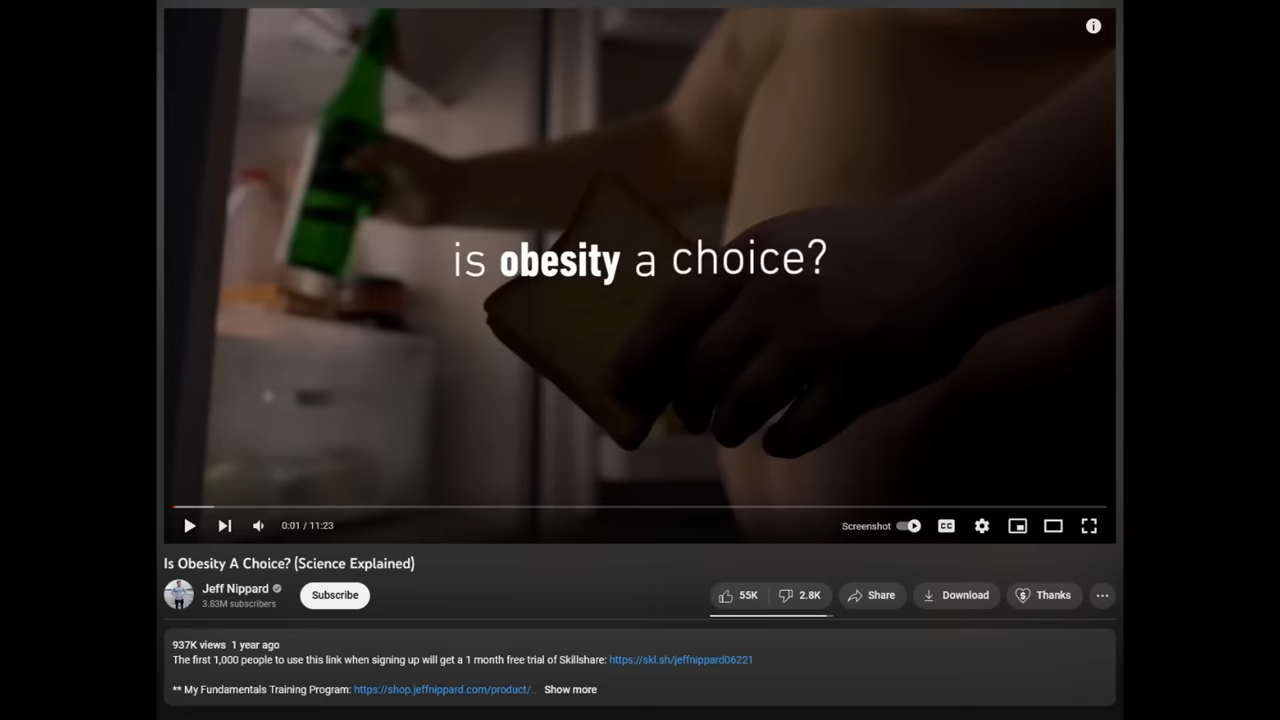 is obesity a choice?
0:01 / 11:23
Screenshot
CC
Is Obesity A Choice? (Science Explained)
Jeff Nippard
3.83M subscribers
Subscribe
55K
2.8K
Share
Download
Thanks
937K views 1 year ago
The first 1,000 people to use this link when signing up will get a 1 month free trial of Skillshare: https://skl.sh/jeffnippard06221
** My Fundamentals Training Program: https://shop.jeffnippard.com/product/... Show more